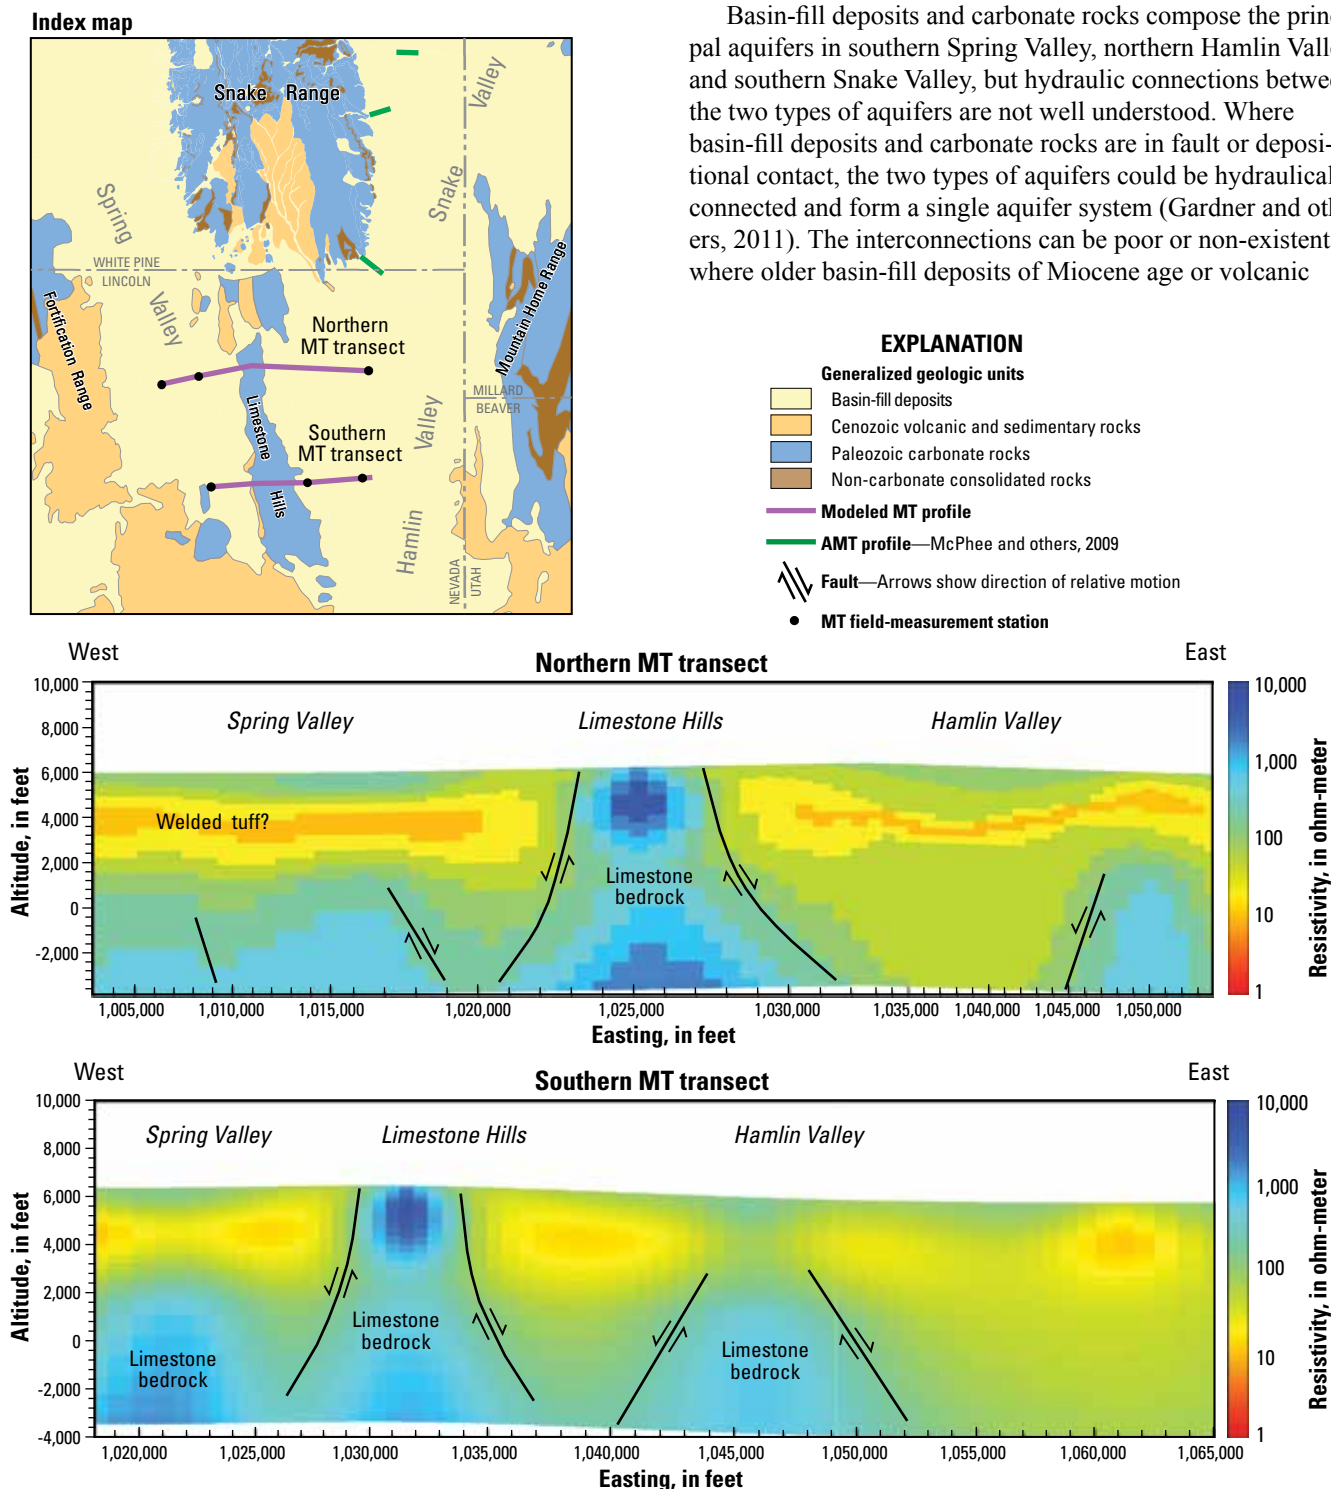 Index map
Snake Range
Spring
Valley
Snake
Valley
WHITE PINE
LINCOLN
Fortification Range
Mountain Home Range
Northern
MT transect
Limestone
Hills
Southern
MT transect
MILLARD
BEAVER
Hamlin
Valley
NEVADA
UTAH
Basin-fill deposits and carbonate rocks compose the princ
pal aquifers in southern Spring Valley, northern Hamlin Valle
and southern Snake Valley, but hydraulic connections betwe
the two types of aquifers are not well understood. Where
basin-fill deposits and carbonate rocks are in fault or deposi-
tional contact, the two types of aquifers could be hydraulical
connected and form a single aquifer system (Gardner and oth
ers, 2011). The interconnections can be poor or non-existent
where older basin-fill deposits of Miocene age or volcanic
EXPLANATION
Generalized geologic units
Basin-fill deposits
Cenozoic volcanic and sedimentary rocks
Paleozoic carbonate rocks
Non-carbonate consolidated rocks
Modeled MT profile
AMT profile—McPhee and others, 2009
Fault—Arrows show direction of relative motion
MT field-measurement station
West
Northern MT transect
East
Spring Valley
Limestone Hills
Hamlin Valley
Welded tuff?
Limestone
bedrock
Altitude, in feet
10,000
8,000
6,000
4,000
2,000
0
-2,000
1,005,000 1,010,000 1,015,000 1,020,000 1,025,000 1,030,000 1,035,000 1,040,000 1,045,000 1,050,000
Easting, in feet
10,000
1,000
100
10
1
Resistivity, in ohm-meter
West
Southern MT transect
East
Spring Valley
Limestone Hills
Hamlin Valley
Limestone
bedrock
Limestone
bedrock
Limestone
bedrock
Altitude, in feet
10,000
8,000
6,000
4,000
2,000
0
-2,000
-4,000
1,020,000 1,025,000 1,030,000 1,035,000 1,040,000 1,045,000 1,050,000 1,055,000 1,060,000 1,065,000
Easting, in feet
10,000
1,000
100
10
1
Resistivity, in ohm-meter